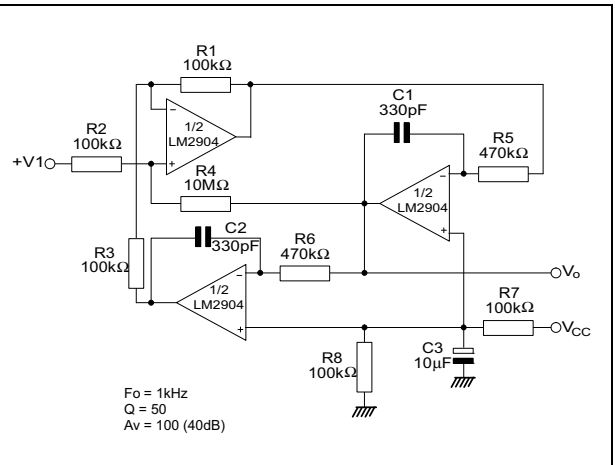 R1
100kΩ
C1
330pF
R2
100kΩ
−
1/2
LM2904
+
R5
470kΩ
+V1
R4
10MΩ
−
1/2
LM2904
+
C2
330pF
R6
470kΩ
R3
100kΩ
−
1/2
LM2904
+
Vo
R7
100kΩ
VCC
R8
100kΩ
C3
10µF
Fo = 1kHz
Q = 50
Av = 100 (40dB)